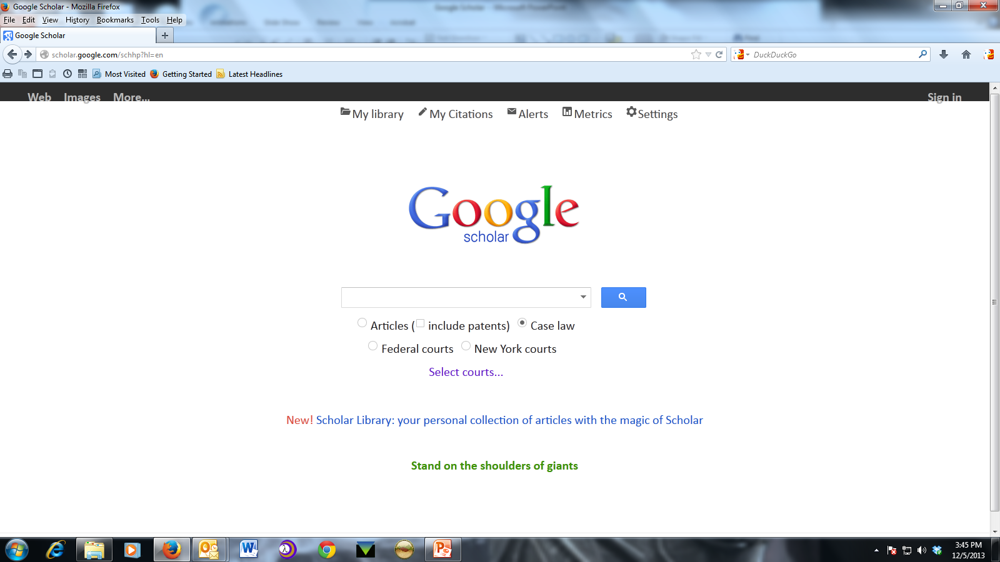 Google Scholar - Mozilla Firefox
File Edit View History Bookmarks Tools Help
Google Scholar
scholar.google.com/schhp?hl=en
DuckDuckGo
Most Visited Getting Started Latest Headlines
Web Images More... Sign in
My library My Citations Alerts Metrics Settings
Google
scholar
Articles ( include patents) Case law
Federal courts New York courts
Select courts...
New! Scholar Library: your personal collection of articles with the magic of Scholar
Stand on the shoulders of giants
3:45 PM
12/5/2013